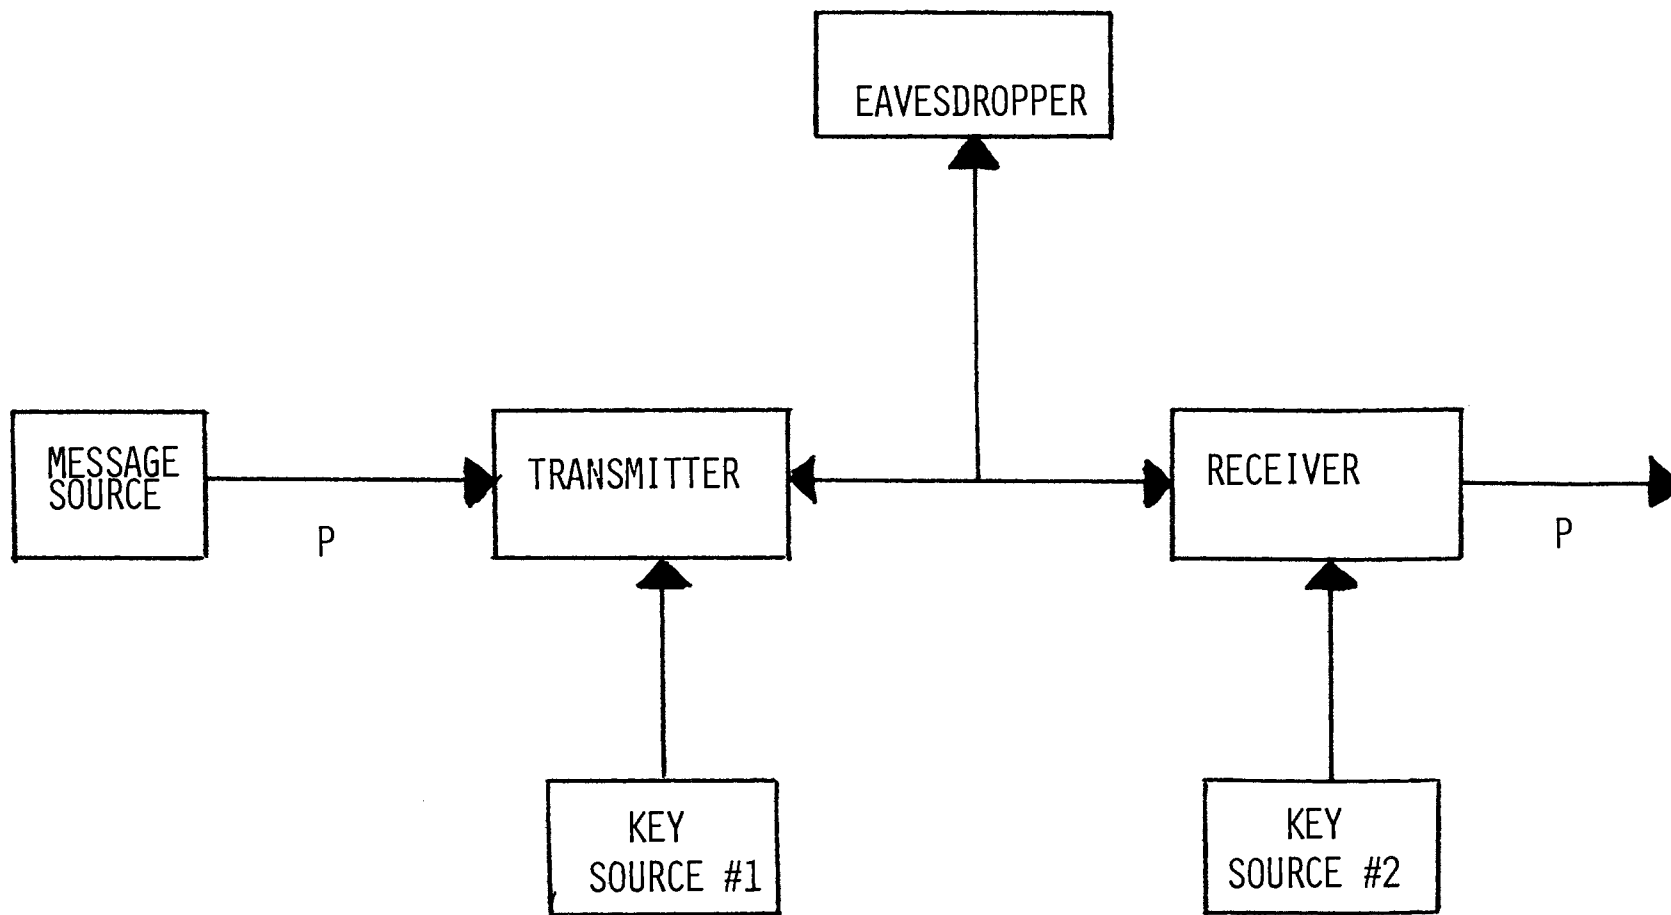 EAVESDROPPER
MESSAGE
SOURCE
P
TRANSMITTER
RECEIVER
P
KEY
SOURCE #1
KEY
SOURCE #2